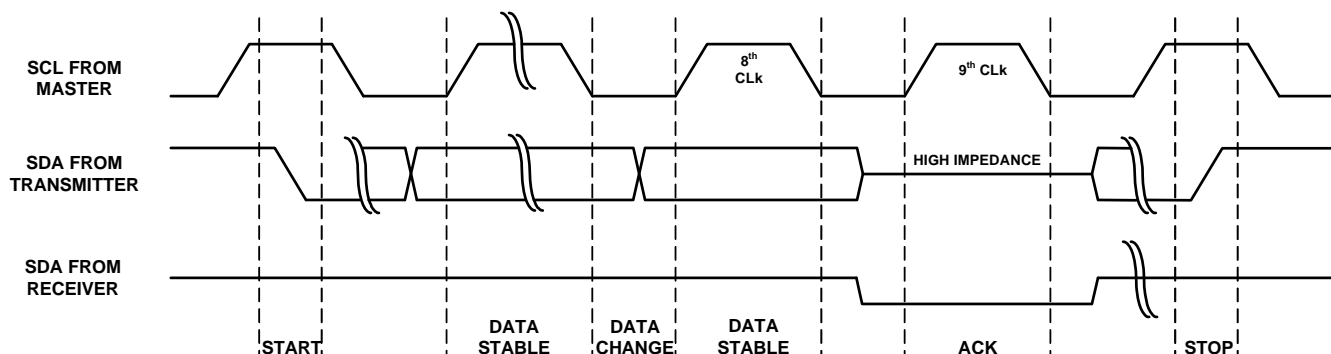 SCL FROM
MASTER
8th
CLk
9th CLk
SDA FROM
TRANSMITTER
HIGH IMPEDANCE
SDA FROM
RECEIVER
START
DATA
STABLE
DATA
CHANGE
DATA
STABLE
ACK
STOP